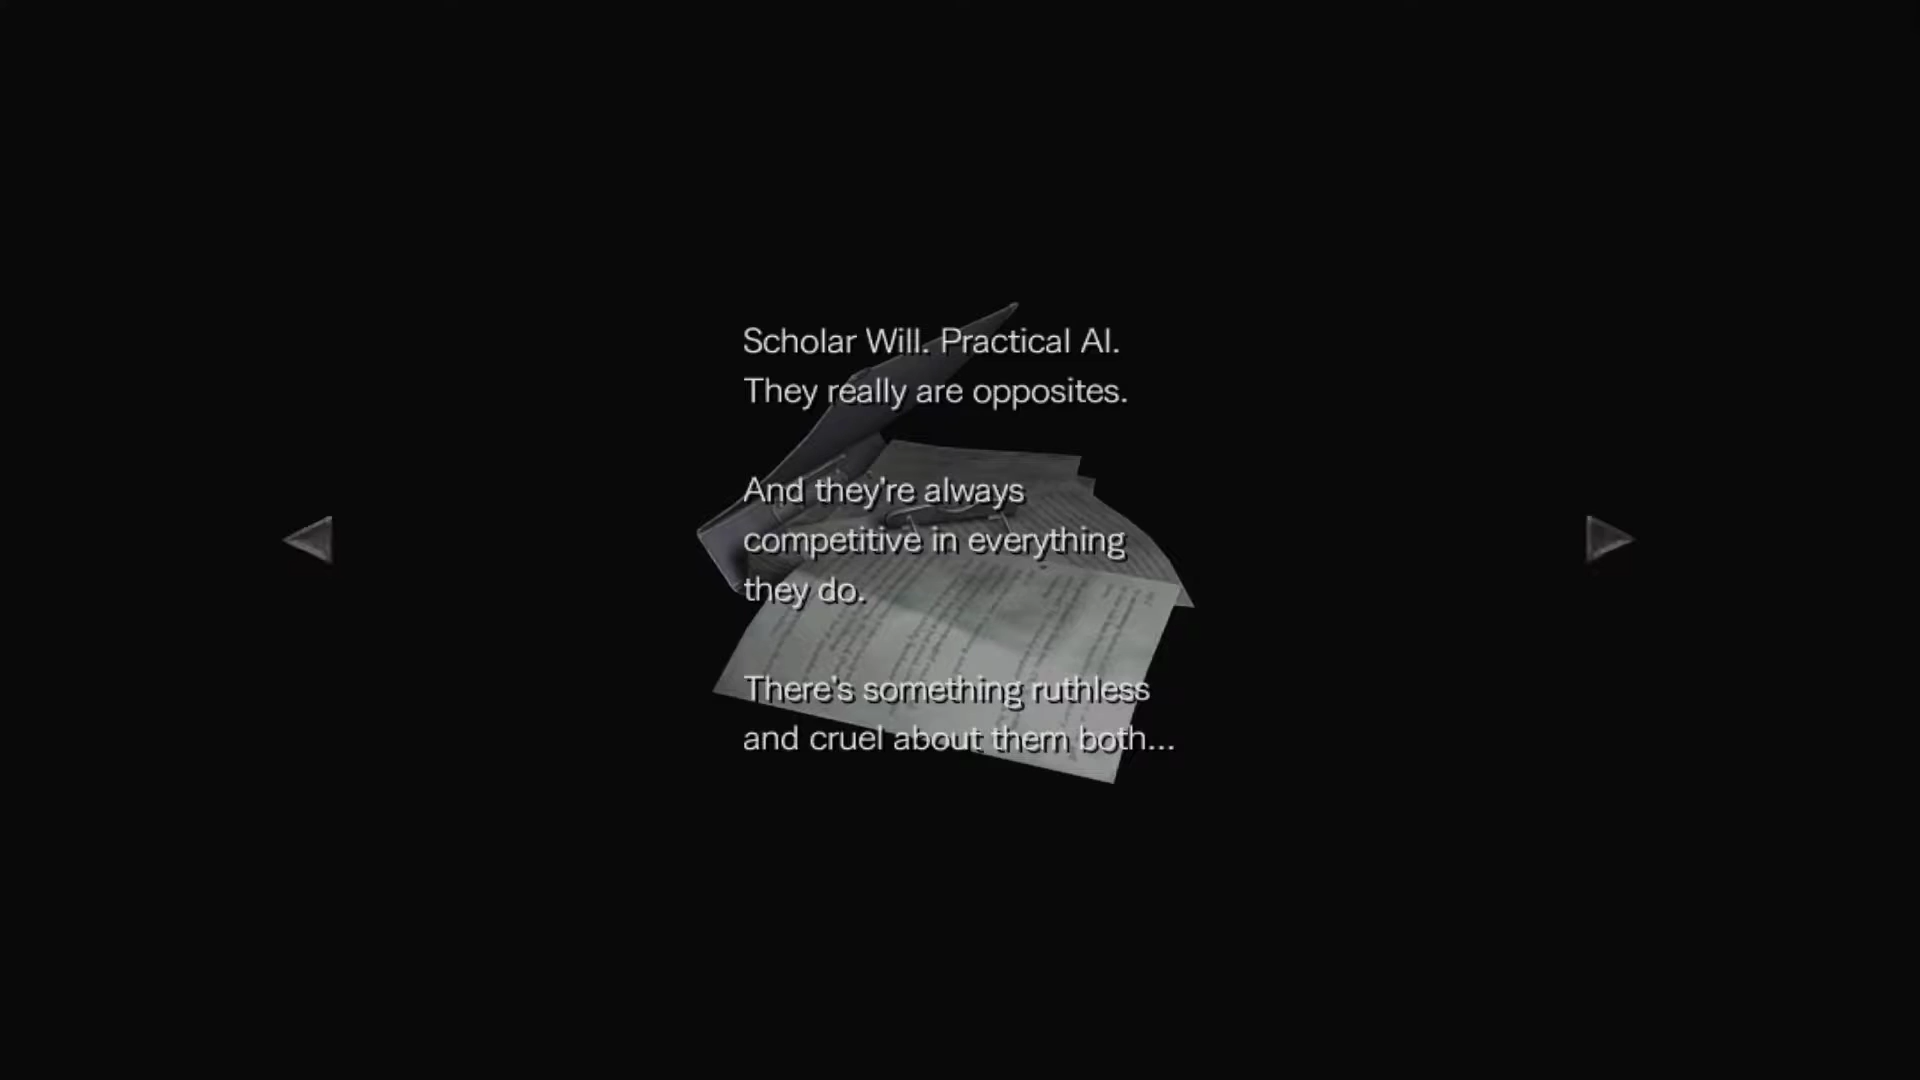 Scholar Will. Practical Al.
They really are opposites.
And they're always
competitive in everything
they do.
There's something ruthless
and cruel about them both...